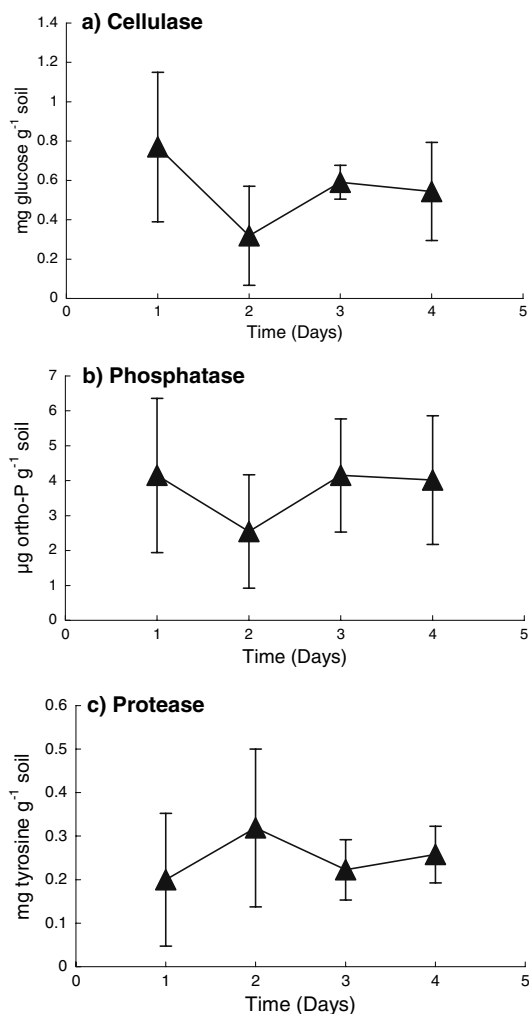 a) Cellulase
1.4
1.2
1
0.8
0.6
0.4
0.2
0
mg glucose g⁻¹ soil
0 1 2 3 4 5
Time (Days)
b) Phosphatase
7
6
5
4
3
2
1
0
µg ortho-P g⁻¹ soil
0 1 2 3 4 5
Time (Days)
c) Protease
0.6
0.5
0.4
0.3
0.2
0.1
0
mg tyrosine g⁻¹ soil
0 1 2 3 4 5
Time (Days)